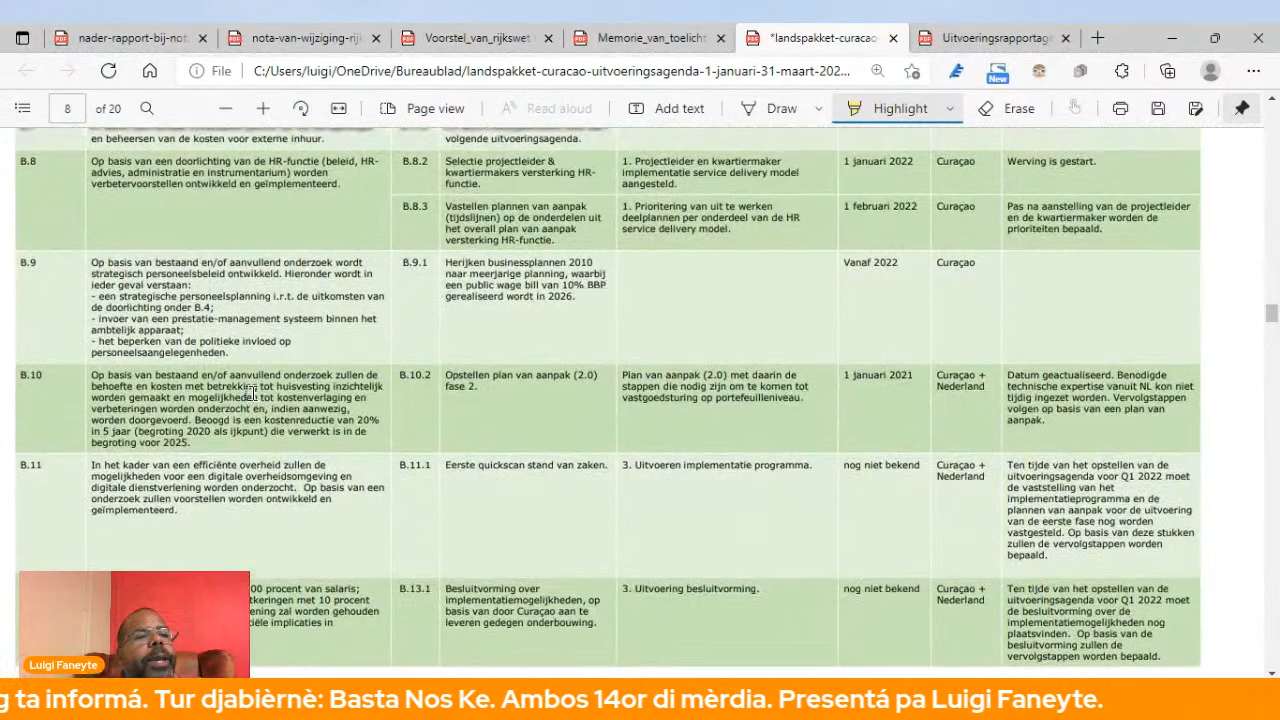 nader-rapport-bij-not
nota-van-wijziging-rijk
Voorstel_van_rijkswet
Memorie_van_toelicht
*landspakket-curacao
Uitvoeringsrapportage
File
C:/Users/luigi/OneDrive/Bureaublad/landspakket-curacao-uitvoeringsagenda-1-januari-31-maart-202...
New
8
of 20
Page view
Read aloud
Add text
Draw
Highlight
Erase
en beheersen van de kosten voor externe inhuur.
volgende uitvoeringsagenda.
B.8
Op basis van een doorlichting van de HR-functie (beleid, HR-
advies, administratie en instrumentarium) worden
verbetervoorstellen ontwikkeld en geïmplementeerd.
B.8.2
Selectie projectleider &
kwartiermakers versterking HR-
functie.
1. Projectleider en kwartiermaker
implementatie service delivery model
aangesteld.
1 januari 2022
Curaçao
Werving is gestart.
B.8.3
Vastellen plannen van aanpak
(tijdslijnen) op de onderdelen uit
het overall plan van aanpak
versterking HR-functie.
1. Prioritering van uit te werken
deelplannen per onderdeel van de HR
service delivery model.
1 februari 2022
Curaçao
Pas na aanstelling van de projectleider
en de kwartiermaker worden de
prioriteiten bepaald.
B.9
Op basis van bestaand en/of aanvullend onderzoek wordt
strategisch personeelsbeleid ontwikkeld. Hieronder wordt in
ieder geval verstaan:
- een strategische personeelsplanning i.r.t. de uitkomsten van
de doorlichting onder B.4;
- invoer van een prestatie-management systeem binnen het
ambtelijk apparaat;
- het beperken van de politieke invloed op
personeelsaangelegenheden.
B.9.1
Herijken businessplannen 2010
naar meerjarige planning, waarbij
een public wage bill van 10% BBP
gerealiseerd wordt in 2026.
Vanaf 2022
Curaçao
B.10
Op basis van bestaand en/of aanvullend onderzoek zullen de
behoefte en kosten met betrekking tot huisvesting inzichtelijk
worden gemaakt en mogelijkheden tot kostenverlaging en
verbeteringen worden onderzocht en, indien aanwezig,
worden doorgevoerd. Beoogd is een kostenreductie van 20%
in 5 jaar (begroting 2020 als ijkpunt) die verwerkt is in de
begroting voor 2025.
B.10.2
Opstellen plan van aanpak (2.0)
fase 2.
Plan van aanpak (2.0) met daarin de
stappen die nodig zijn om te komen tot
vastgoedsturing op portefeuilleniveau.
1 januari 2021
Curaçao +
Nederland
Datum geactualiseerd. Benodigde
technische expertise vanuit NL kon niet
tijdig ingezet worden. Vervolgstappen
volgen op basis van een plan van
aanpak.
B.11
In het kader van een efficiënte overheid zullen de
mogelijkheden voor een digitale overheidsomgeving en
digitale dienstverlening worden onderzocht. Op basis van een
onderzoek zullen voorstellen worden ontwikkeld en
geïmplementeerd.
B.11.1
Eerste quickscan stand van zaken.
3. Uitvoeren implementatie programma.
nog niet bekend
Curaçao +
Nederland
Ten tijde van het opstellen van de
uitvoeringsagenda voor Q1 2022 moet
de vaststelling van het
implementatieprogramma en de
plannen van aanpak voor de uitvoering
van de eerste fase nog worden
vastgesteld. Op basis van deze stukken
zullen de vervolgstappen worden
bepaald.
00 procent van salaris;
tkeringen met 10 procent
ening zal worden gehouden
ciële implicaties in
B.13.1
Besluitvorming over
implementatiemogelijkheden, op
basis van door Curaçao aan te
leveren gedegen onderbouwing.
3. Uitvoering besluitvorming.
nog niet bekend
Curaçao +
Nederland
Ten tijde van het opstellen van de
uitvoeringsagenda voor Q1 2022 moet
de besluitvorming over de
implementatiemogelijkheden nog
plaatsvinden. Op basis van de
besluitvorming zullen de
vervolgstappen worden bepaald.
Luigi Faneyte
g ta informá. Tur djabièrnè: Basta Nos Ke. Ambos 14or di mèrdia. Presentá pa Luigi Faneyte.